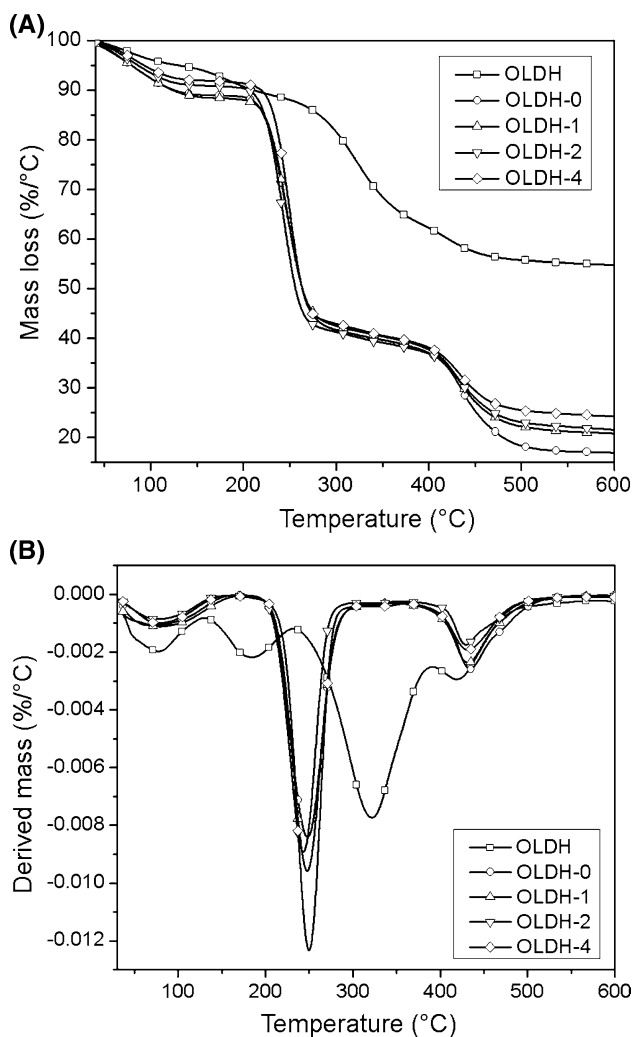 (A)
100
90
80
70
60
50
40
30
20
Mass loss (%/°C)
OLDH
OLDH-0
OLDH-1
OLDH-2
OLDH-4
100
200
300
400
500
600
Temperature (°C)
(B)
0.000
-0.002
-0.004
-0.006
-0.008
-0.010
-0.012
Derived mass (%/°C)
OLDH
OLDH-0
OLDH-1
OLDH-2
OLDH-4
100
200
300
400
500
600
Temperature (°C)